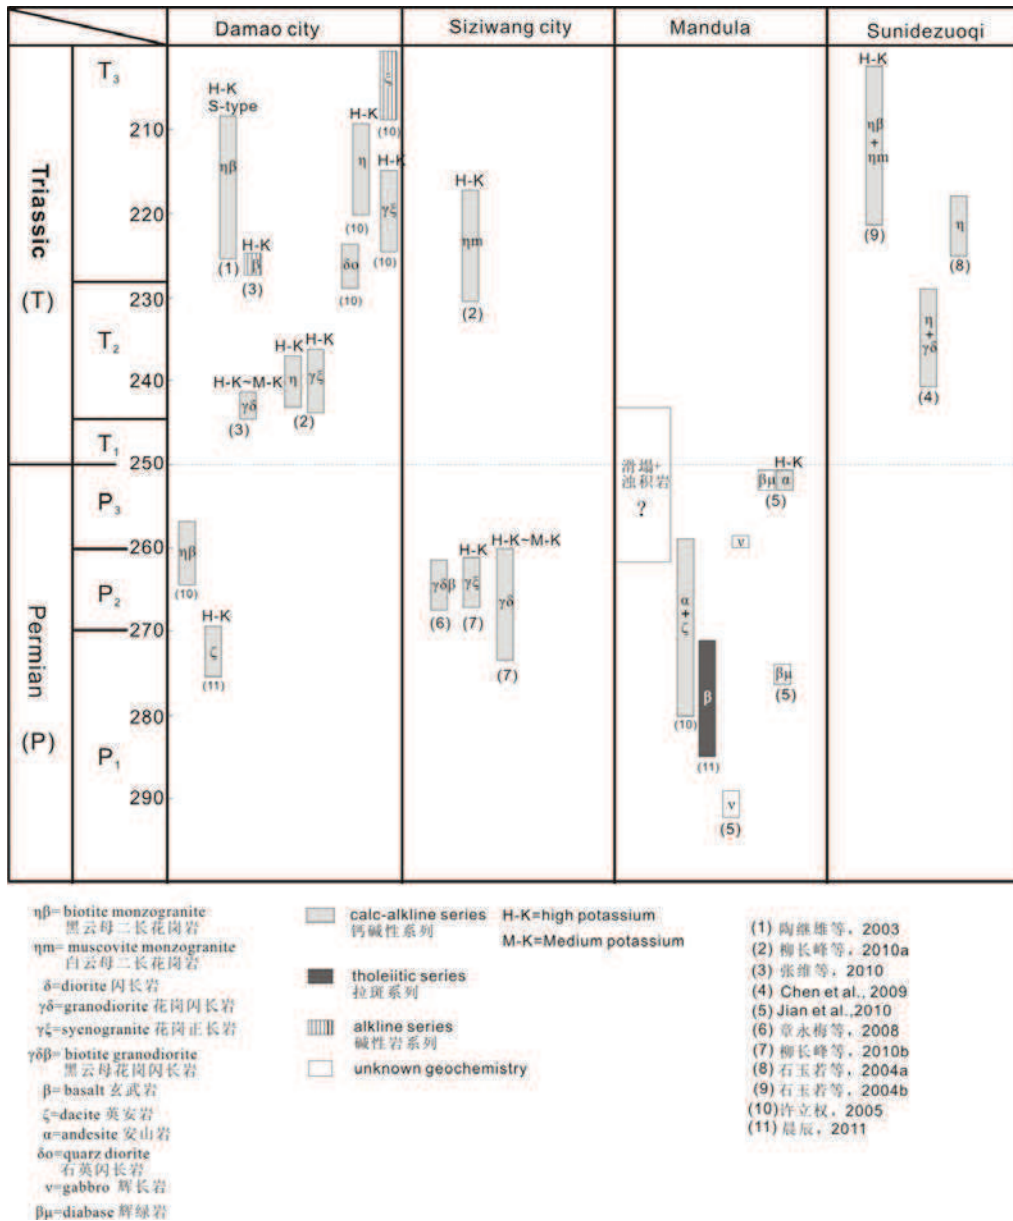 Damao city
Siziwang city
Mandula
Sunidezuoqi
Triassic
(T)
Permian
(P)
T3
T2
T1
P3
P2
P1
210
220
230
240
250
260
270
280
290
H-K
S-type
ηβ
(1)
H-K
β
(3)
H-K~M-K
γδ
(3)
H-K
η
H-K
γξ
(2)
H-K
η
(10)
δο
(10)
ξ
(10)
H-K
γξ
(10)
ηβ
(10)
H-K
ζ
(11)
H-K
ηm
(2)
γδβ
(6)
H-K
γξ
(7)
H-K~M-K
γδ
(7)
滑塌+
浊积岩
?
H-K
βμ
α
(5)
ν
α
+
ζ
(10)
β
(11)
βμ
(5)
ν
(5)
H-K
ηβ
+
ηm
(9)
η
(8)
η
+
γδ
(4)
ηβ= biotite monzogranite
黑云母二长花岗岩
ηm= muscovite monzogranite
白云母二长花岗岩
δ=diorite 闪长岩
γδ=granodiorite 花岗闪长岩
γξ=syenogranite 花岗正长岩
γδβ= biotite granodiorite
黑云母花岗闪长岩
β= basalt 玄武岩
ζ=dacite 英安岩
α=andesite 安山岩
δο=quarz diorite
石英闪长岩
ν=gabbro 辉长岩
βμ=diabase 辉绿岩
calc-alkline series
钙碱性系列
H-K=high potassium
M-K=Medium potassium
tholeiitic series
拉斑系列
alkline series
碱性岩系列
unknown geochemistry
(1) 陶继雄等，2003
(2) 柳长峰等，2010a
(3) 张维等，2010
(4) Chen et al., 2009
(5) Jian et al.,2010
(6) 章永梅等，2008
(7) 柳长峰等，2010b
(8) 石玉若等，2004a
(9) 石玉若等，2004b
(10)许立权，2005
(11) 晨辰，2011